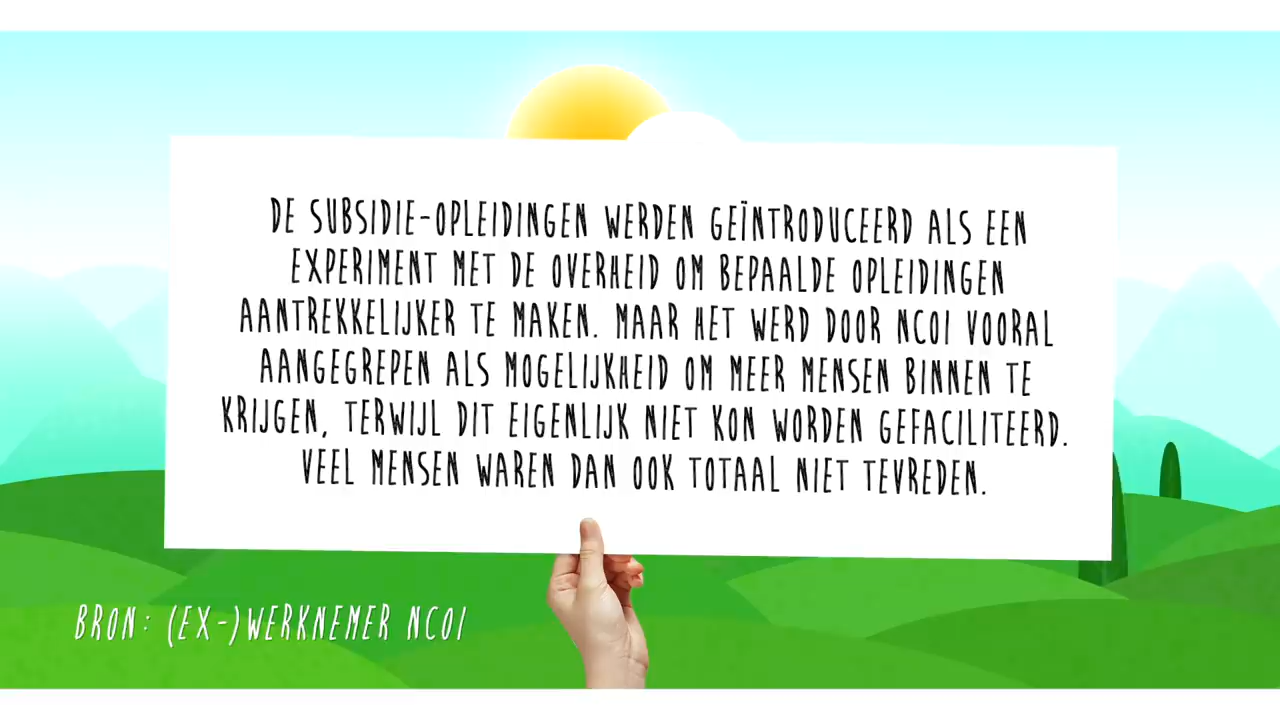 DE SUBSIDIE-OPLEIDINGEN WERDEN GEÏNTRODUCEERD ALS EEN
EXPERIMENT MET DE OVERHEID OM BEPAALDE OPLEIDINGEN
AANTREKKELIJKER TE MAKEN. MAAR HET WERD DOOR NCOI VOORAL
AANGEGREPEN ALS MOGELIJKHEID OM MEER MENSEN BINNEN TE
KRIJGEN, TERWIJL DIT EIGENLIJK NIET KON WORDEN GEFACILITEERD.
VEEL MENSEN WAREN DAN OOK TOTAAL NIET TEVREDEN.
BRON: (EX-)WERKNEMER NCOI